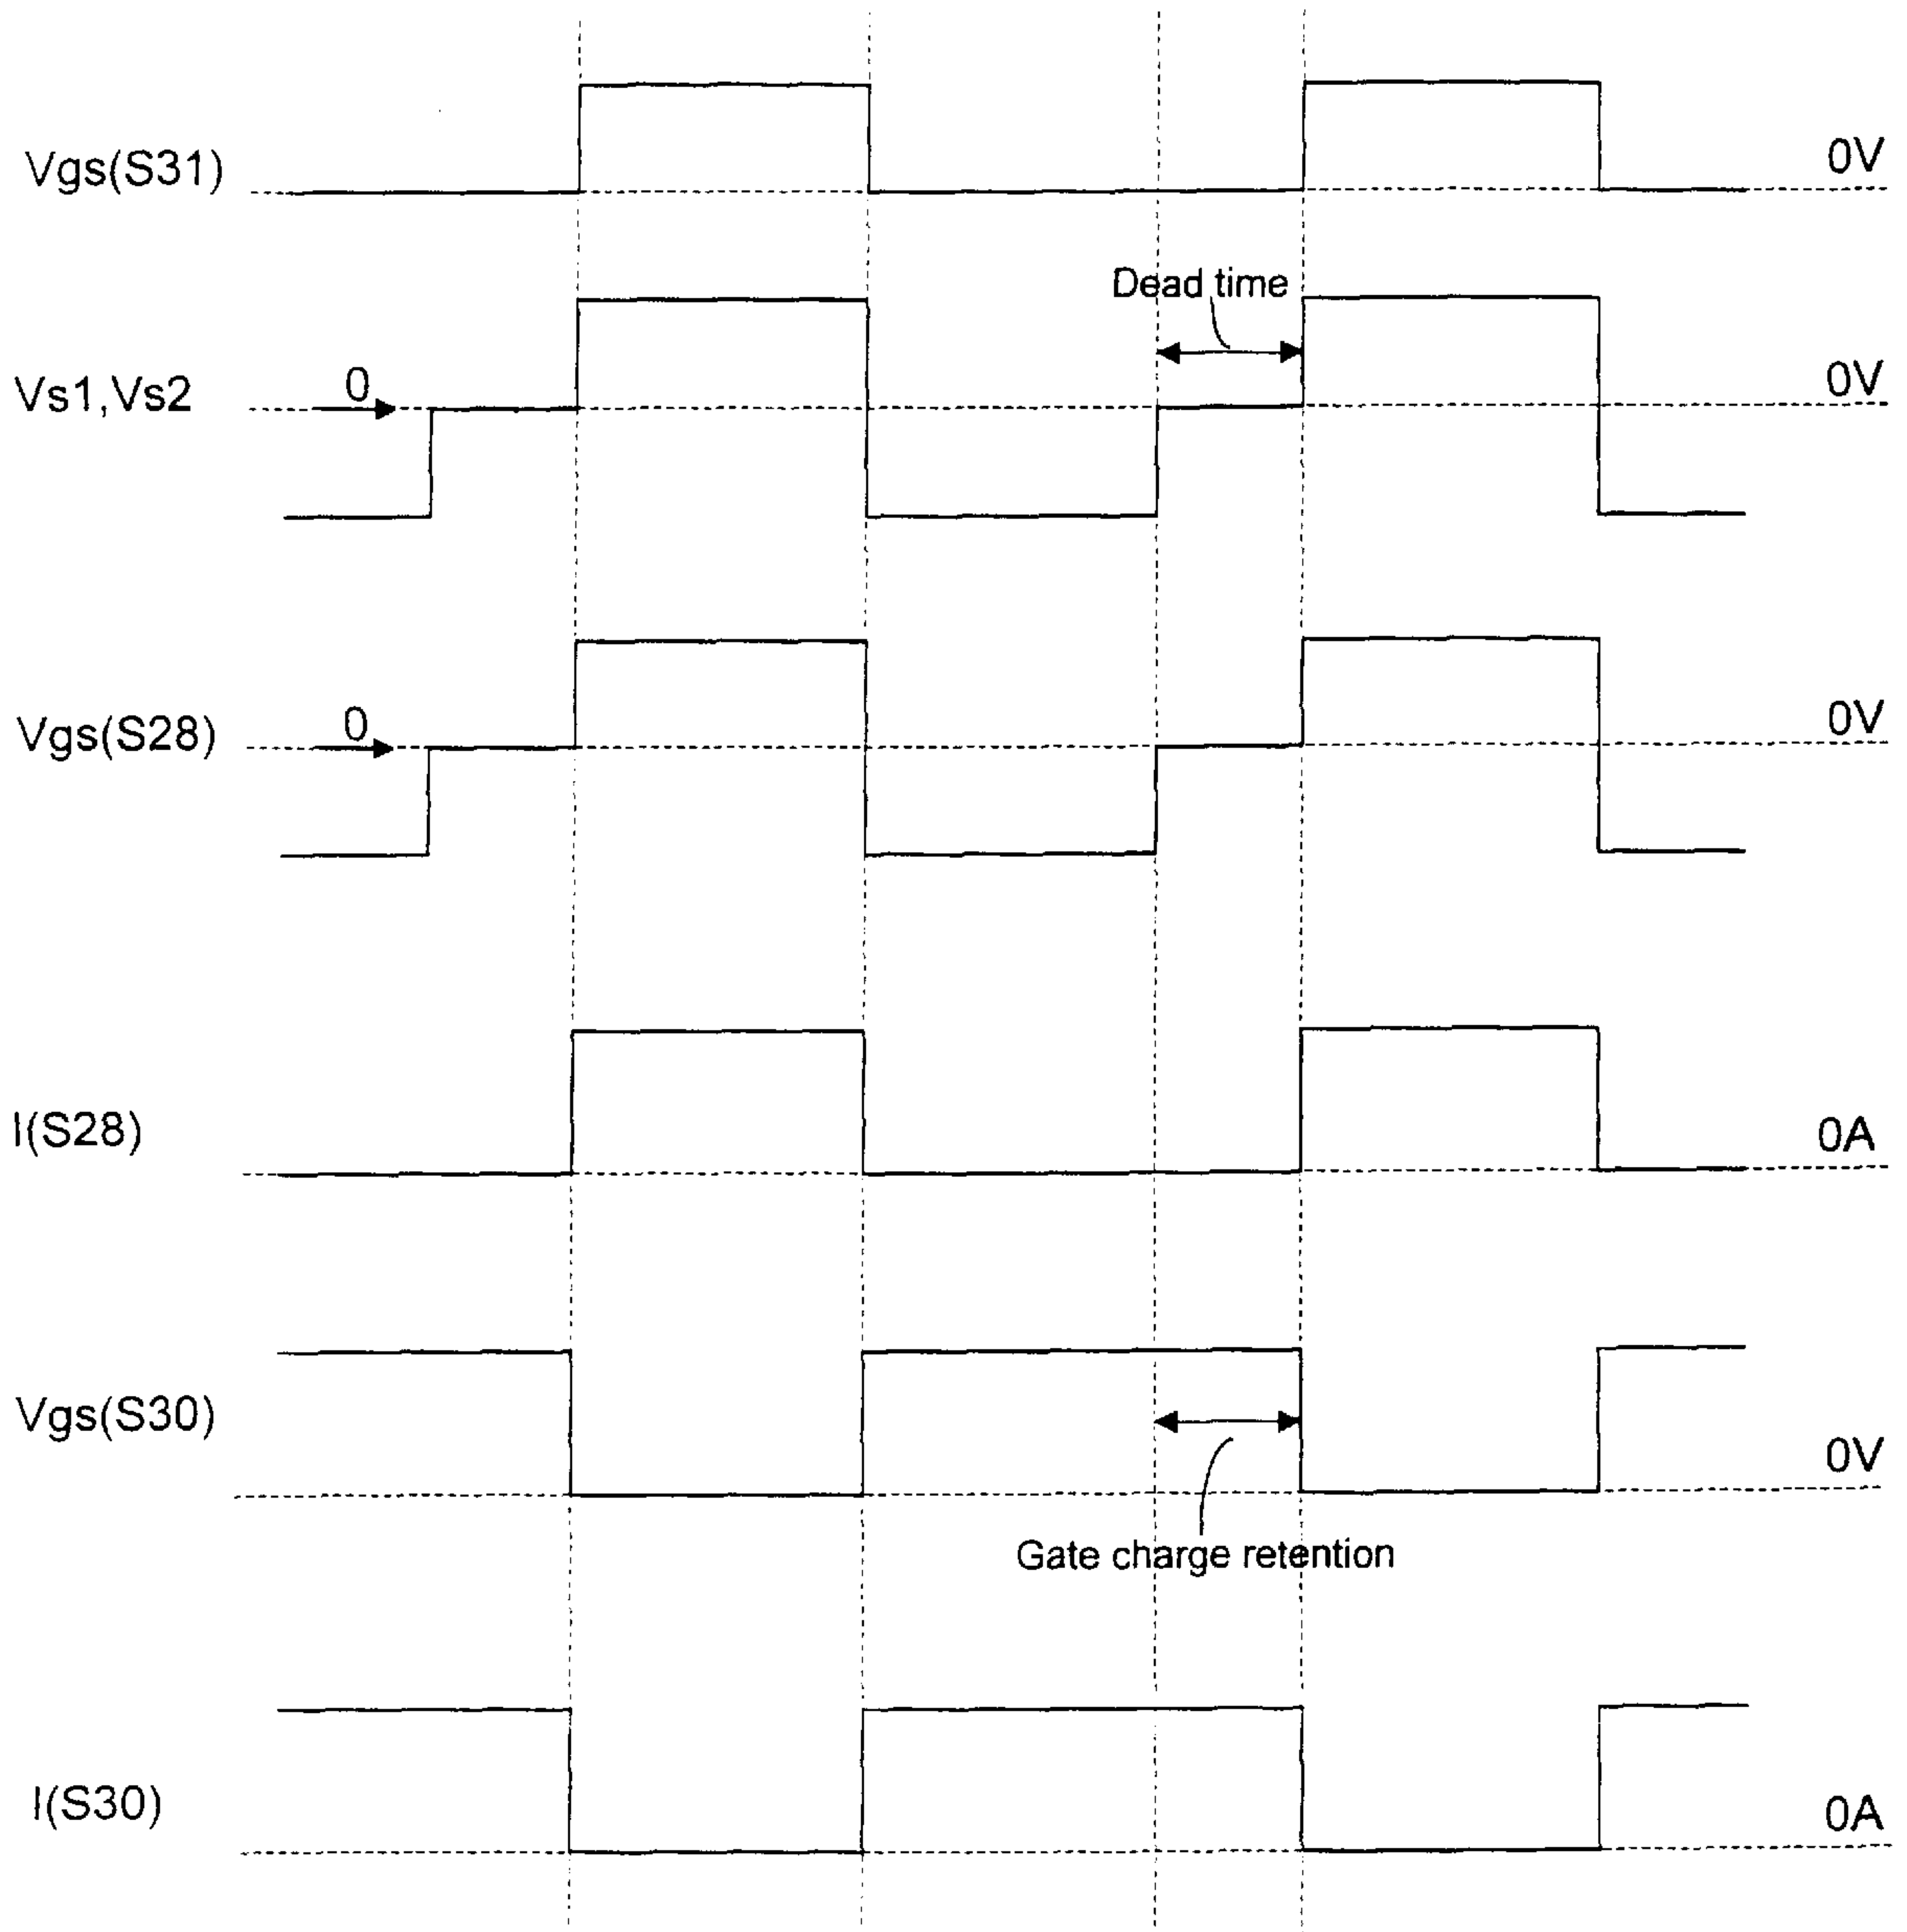 Vgs(S31)
0V
Dead time
Vs1,Vs2
0
0V
Vgs(S28)
0
0V
I(S28)
0A
Vgs(S30)
0V
Gate charge retention
I(S30)
0A